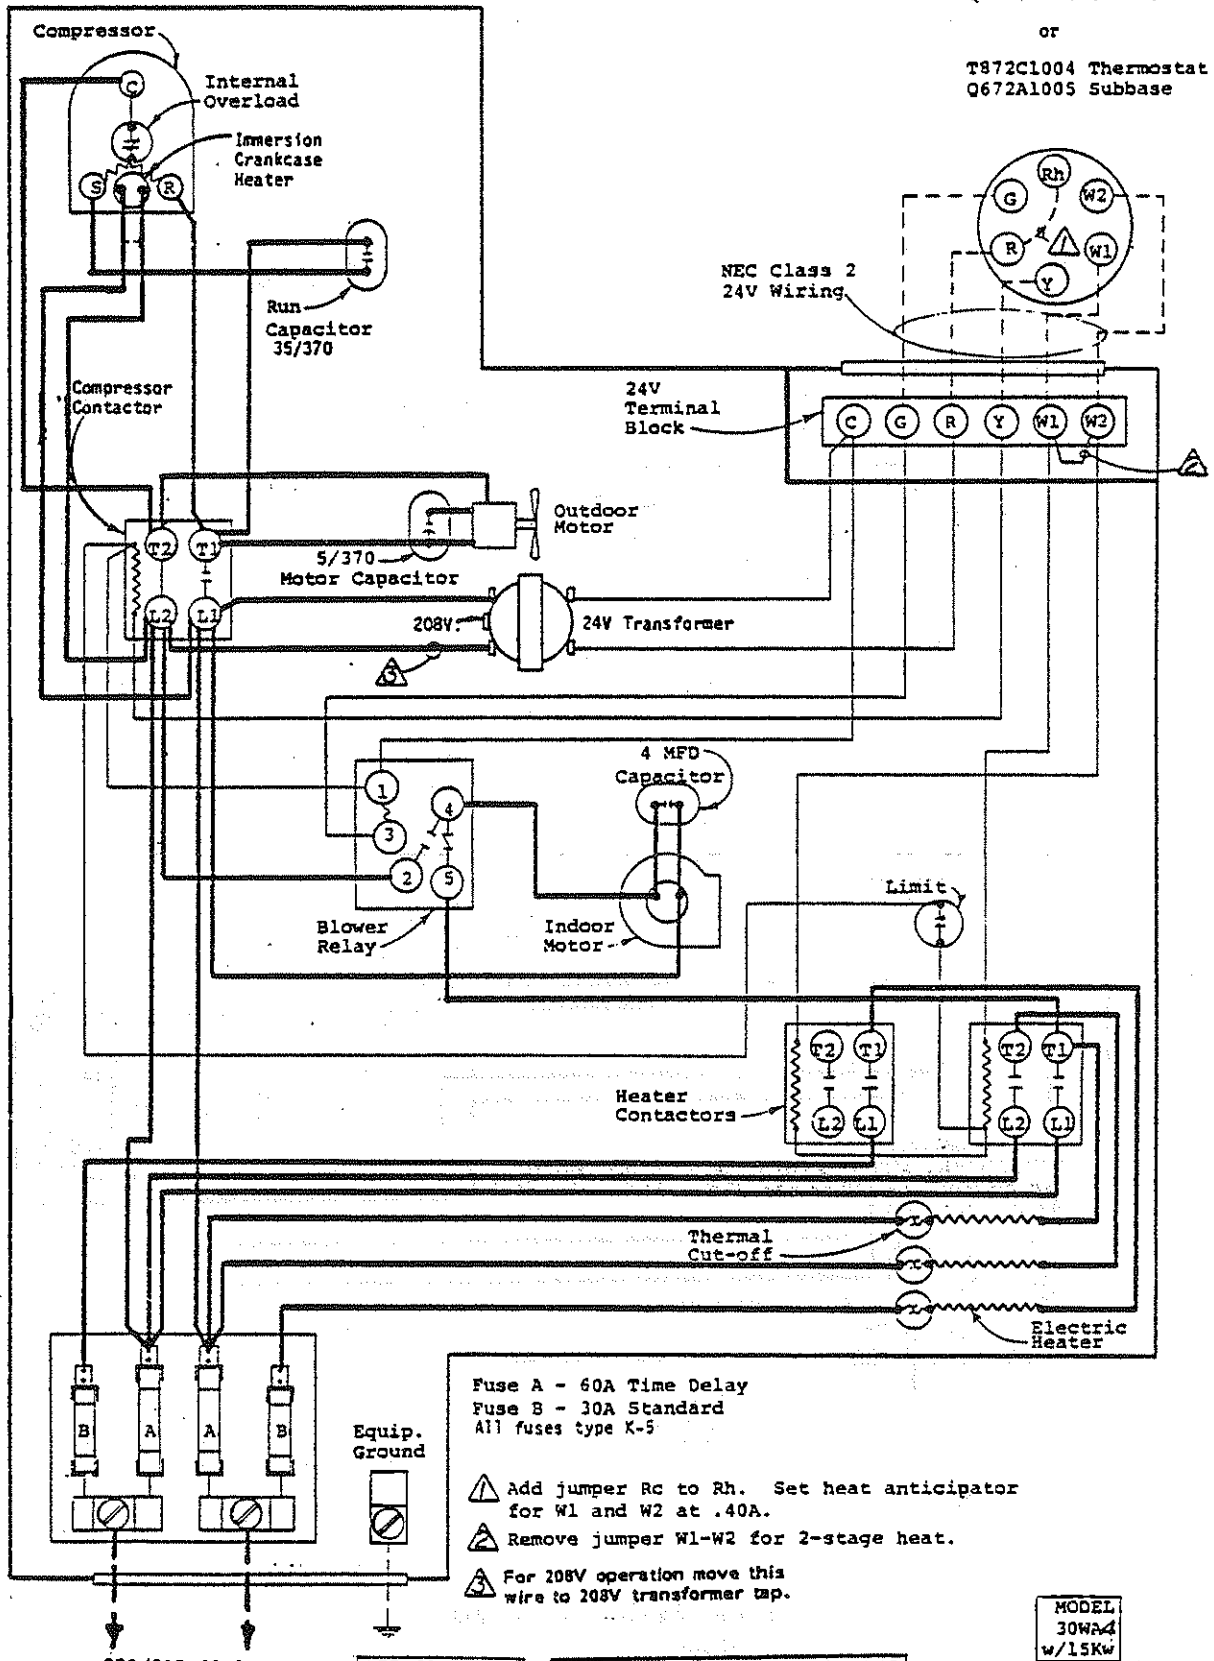 or
T872C1004 Thermostat
Q672A1005 Subbase
Compressor
C
Internal
Overload
Immersion
Crankcase
Heater
S
R
Rh
G
W2
R
1
W1
Y
NEC Class 2
24V Wiring
Run
Capacitor
35/370
Compressor
Contactor
24V
Terminal
Block
C
G
R
Y
W1
W2
2
T2
T1
Outdoor
Motor
5/370
Motor Capacitor
L2
L1
208V.
24V Transformer
3
4 MFD
Capacitor
1
4
3
2
5
Limit
Blower
Relay
Indoor
Motor
T2
T1
T2
T1
Heater
Contactors
L2
L1
L2
L1
Thermal
Cut-off
Electric
Heater
Fuse A - 60A Time Delay
Fuse B - 30A Standard
All fuses type K-5
B
A
A
B
Equip.
Ground
1 Add jumper Rc to Rh. Set heat anticipator
for W1 and W2 at .40A.
2 Remove jumper W1-W2 for 2-stage heat.
3 For 208V operation move this
wire to 208V transformer tap.
MODEL
30WA4
w/15Kw